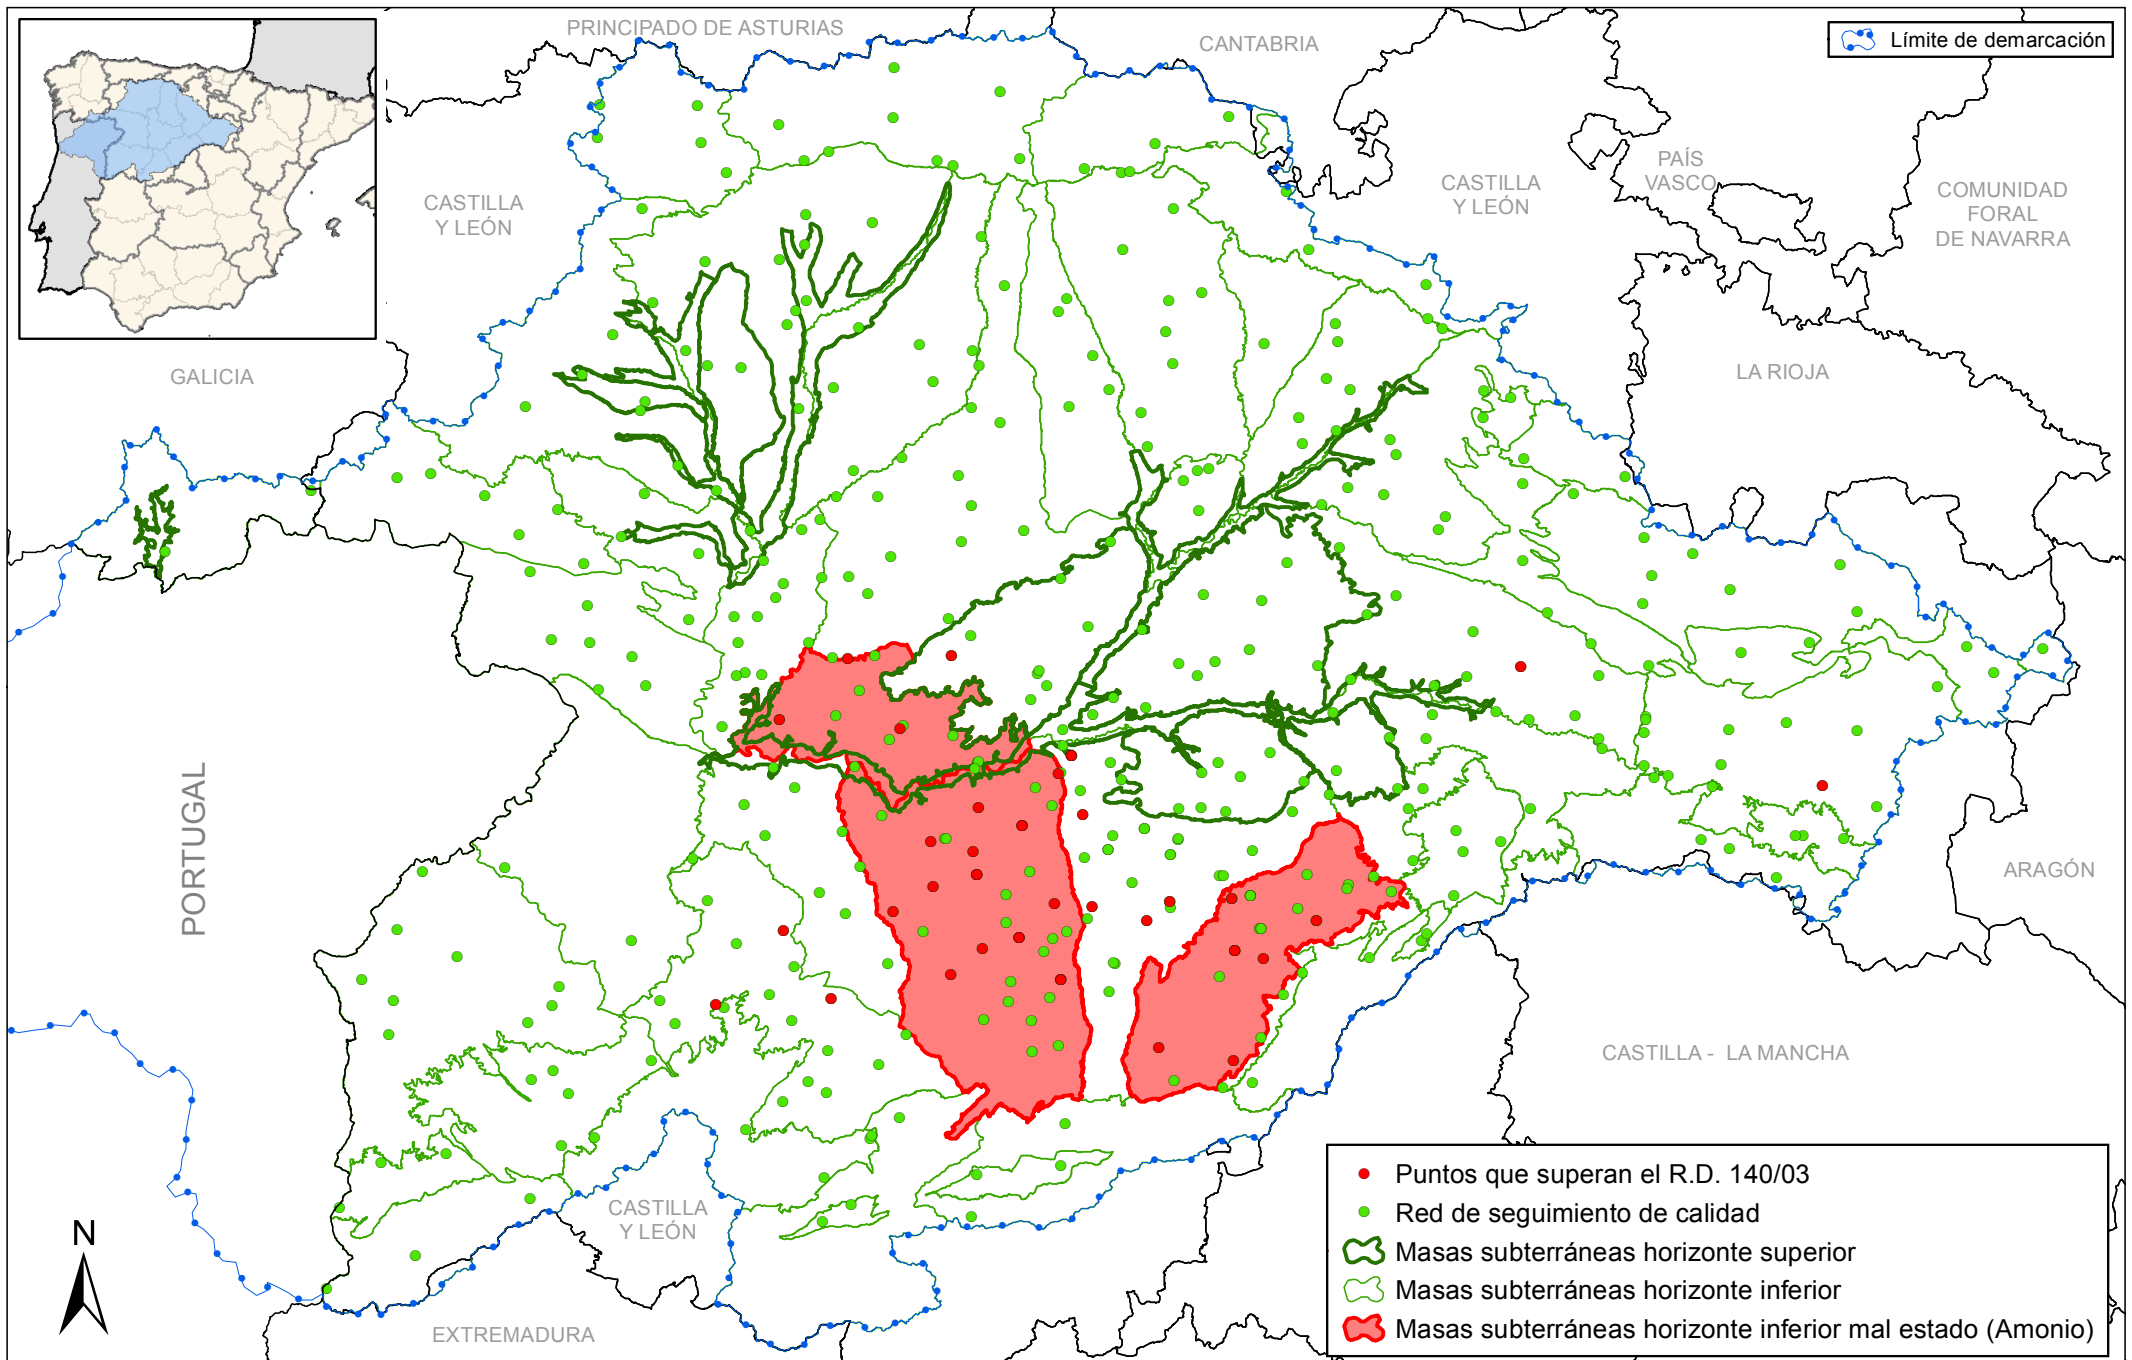 PRINCIPADO DE ASTURIAS
CANTABRIA
Límite de demarcación
PAÍS
VASCO
CASTILLA
Y LEÓN
COMUNIDAD
FORAL
DE NAVARRA
CASTILLA
Y LEÓN
GALICIA
LA RIOJA
PORTUGAL
ARAGÓN
CASTILLA - LA MANCHA
CASTILLA
Y LEÓN
EXTREMADURA
N
Puntos que superan el R.D. 140/03
Red de seguimiento de calidad
Masas subterráneas horizonte superior
Masas subterráneas horizonte inferior
Masas subterráneas horizonte inferior mal estado (Amonio)